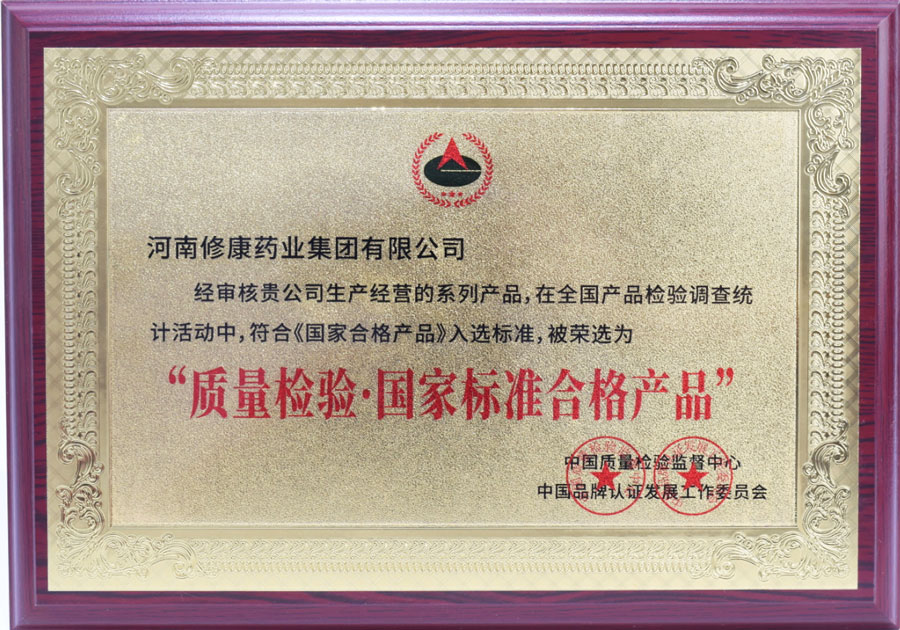 河南修康药业集团有限公司
经审核贵公司生产经营的系列产品,在全国产品检验调查统
计活动中,符合《国家合格产品》入选标准,被荣选为
“质量检验·国家标准合格产品”
中国质量检验监督中心
中国品牌认证发展工作委员会